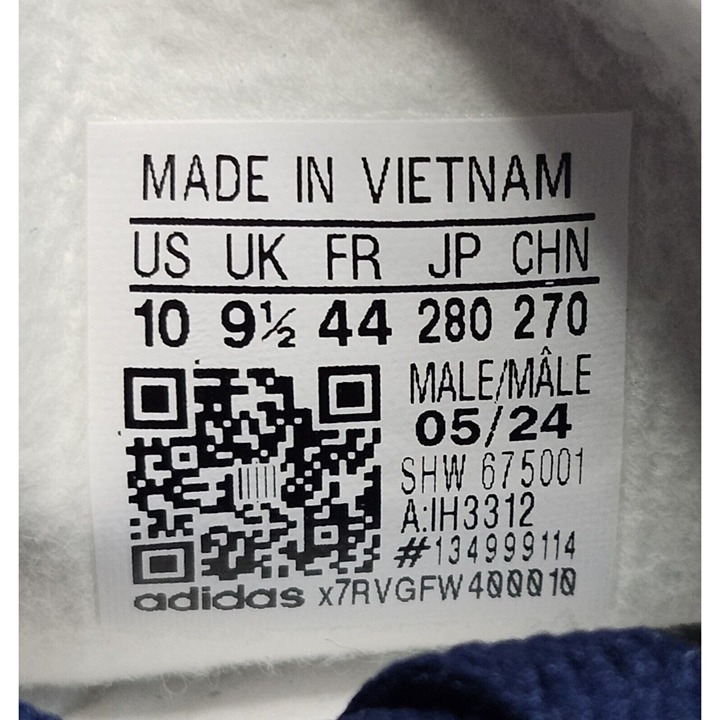 MADE IN VIETNAM
US UK FR JP CHN
10 9½ 44 280 270
MALE/MÂLE
05/24
SHW 675001
A:IH3312
#134999114
adidas x7RVGFW400010